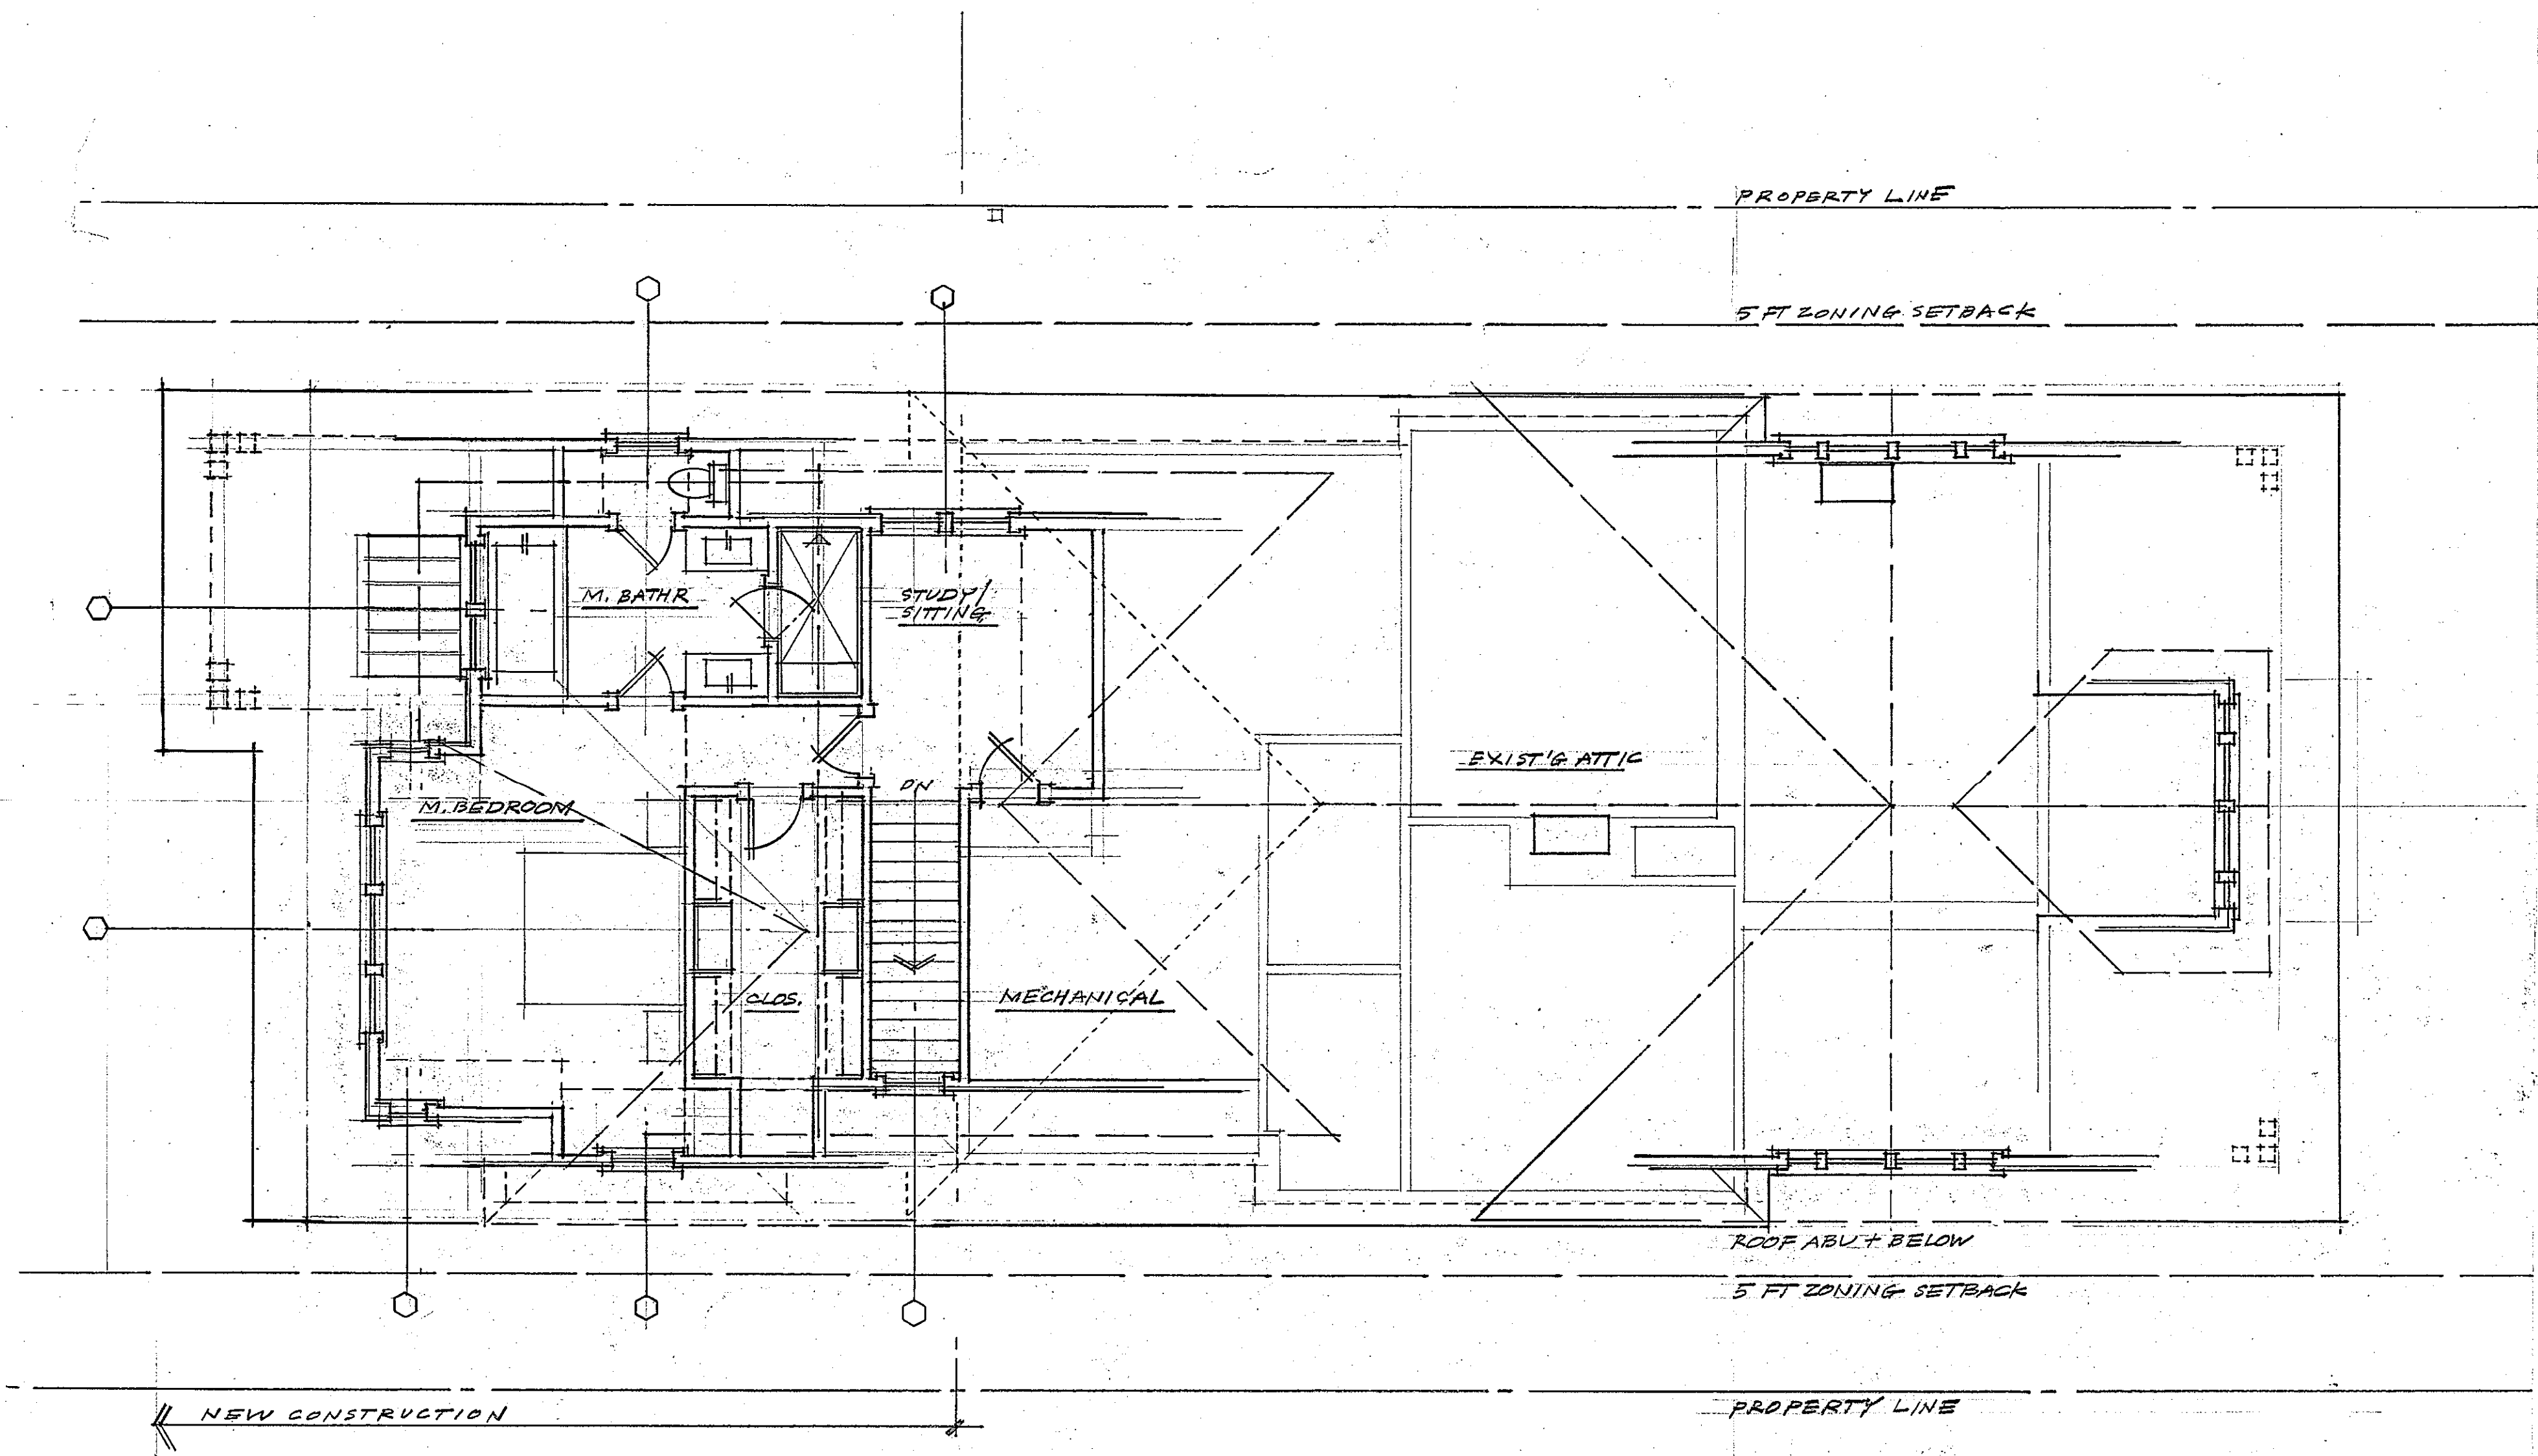 PROPERTY LINE
5 FT ZONING SETBACK
M. BATHR
STUDY/
SITTING
EXIST'G ATTIC
DN
M. BEDROOM
CLOS.
MECHANICAL
ROOF ABV + BELOW
5 FT ZONING SETBACK
NEW CONSTRUCTION
PROPERTY LINE